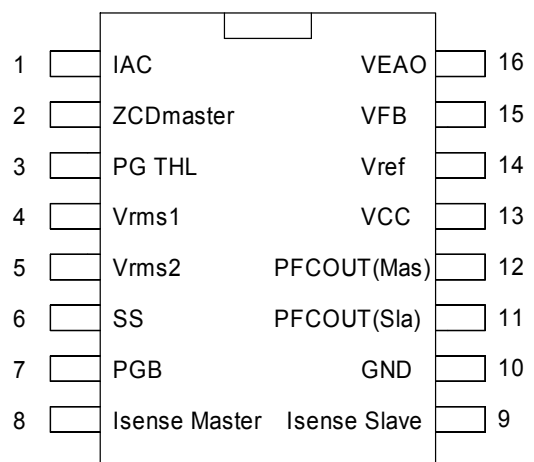 1 IAC VEAO 16
2 ZCDmaster VFB 15
3 PG THL Vref 14
4 Vrms1 VCC 13
5 Vrms2 PFCOUT(Mas) 12
6 SS PFCOUT(Sla) 11
7 PGB GND 10
8 Isense Master Isense Slave 9